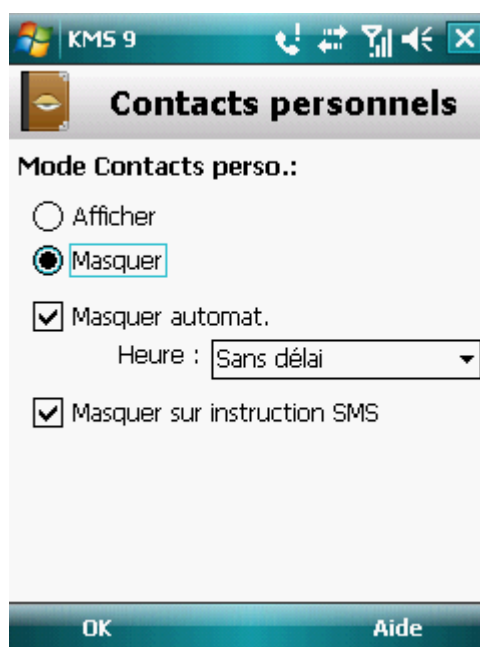 KMS 9
Contacts personnels
Mode Contacts perso.:
Afficher
Masquer
Masquer automat.
Heure : Sans délai
Masquer sur instruction SMS
OK Aide